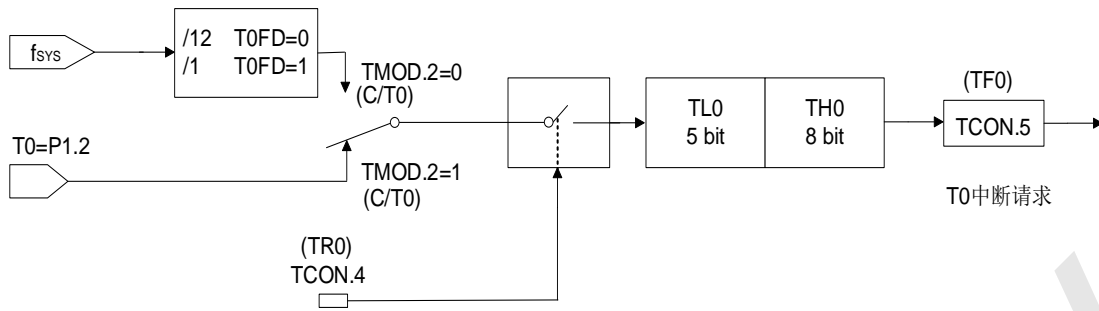 fSYS
/12 T0FD=0
/1 T0FD=1
TMOD.2=0
(C/T0)
T0=P1.2
TMOD.2=1
(C/T0)
(TR0)
TCON.4
TL0
5 bit
TH0
8 bit
(TF0)
TCON.5
T0中断请求